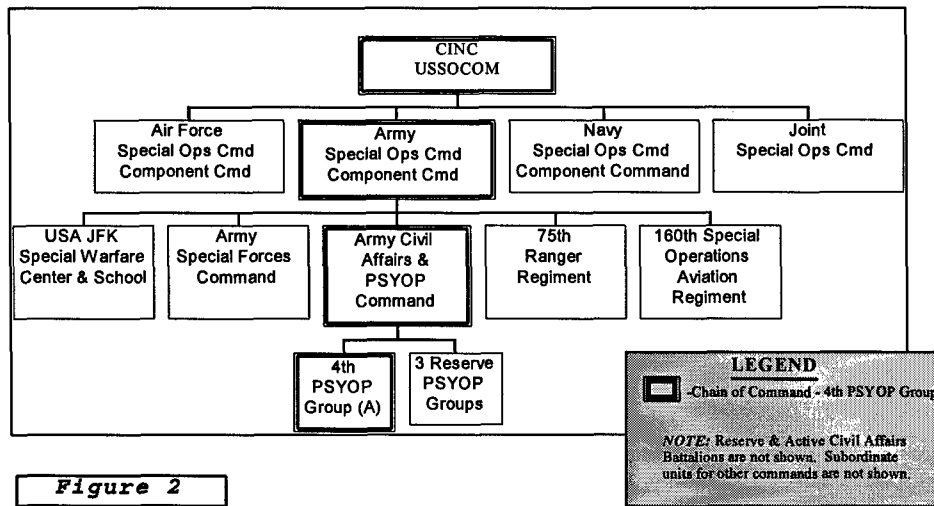 CINC
USSOCOM
Air Force
Special Ops Cmd
Component Cmd
Army
Special Ops Cmd
Component Cmd
Navy
Special Ops Cmd
Component Command
Joint
Special Ops Cmd
USA JFK
Special Warfare
Center & School
Army
Special Forces
Command
Army Civil
Affairs &
PSYOP
Command
75th
Ranger
Regiment
160th Special
Operations
Aviation
Regiment
4th
PSYOP
Group (A)
3 Reserve
PSYOP
Groups
LEGEND
-Chain of Command - 4th PSYOP Group
NOTE: Reserve & Active Civil Affairs
Battalions are not shown. Subordinate
units for other commands are not shown.
Figure 2